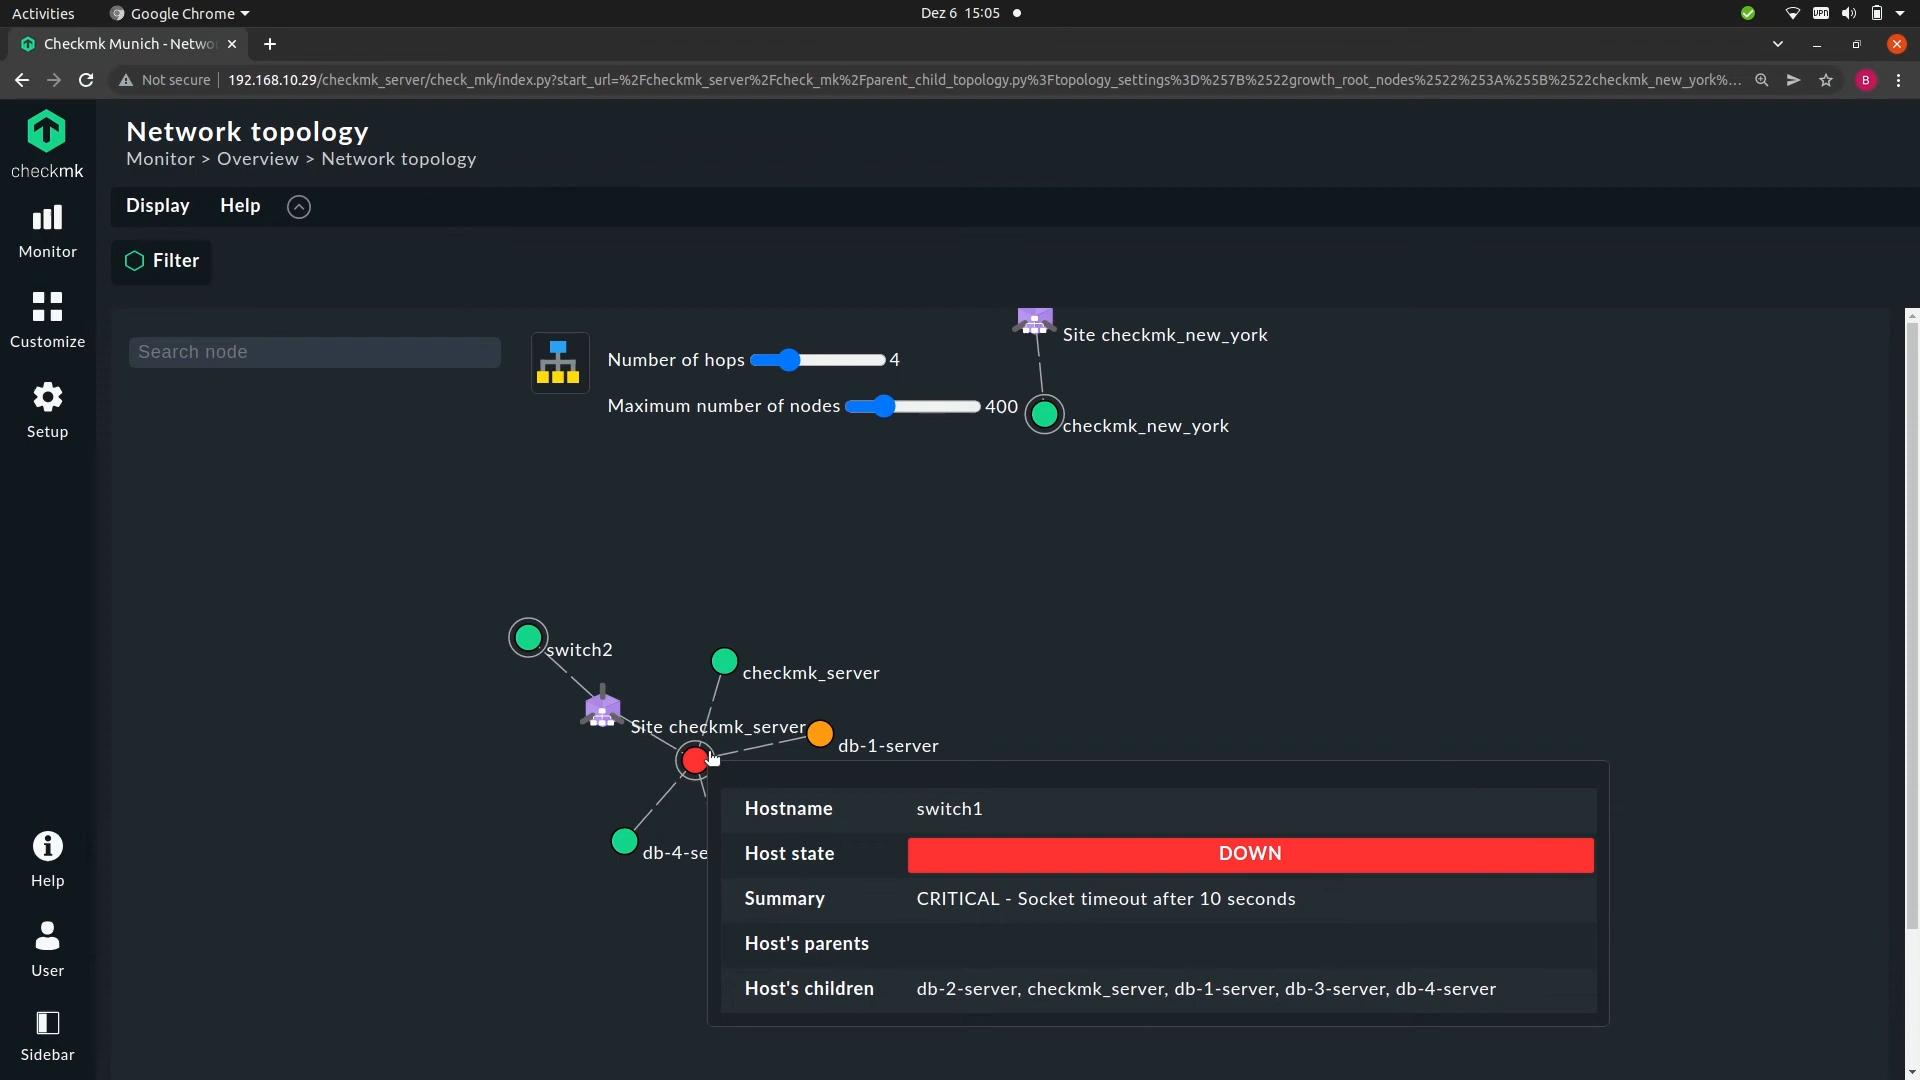 Activities
Google Chrome
Dez 6 15:05
VPN
Checkmk Munich - Netwo
Not secure
192.168.10.29/checkmk_server/check_mk/index.py?start_url=%2Fcheckmk_server%2Fcheck_mk%2Fparent_child_topology.py%3Ftopology_settings%3D%257B%2522growth_root_nodes%2522%253A%255B%2522checkmk_new_york%...
B
checkmk
Monitor
Customize
Setup
Help
User
Sidebar
Network topology
Monitor > Overview > Network topology
Display
Help
Filter
Search node
Number of hops
4
Maximum number of nodes
400
Site checkmk_new_york
checkmk_new_york
switch2
checkmk_server
Site checkmk_server
db-1-server
db-4-se
Hostname switch1
Host state DOWN
Summary CRITICAL - Socket timeout after 10 seconds
Host's parents
Host's children db-2-server, checkmk_server, db-1-server, db-3-server, db-4-server